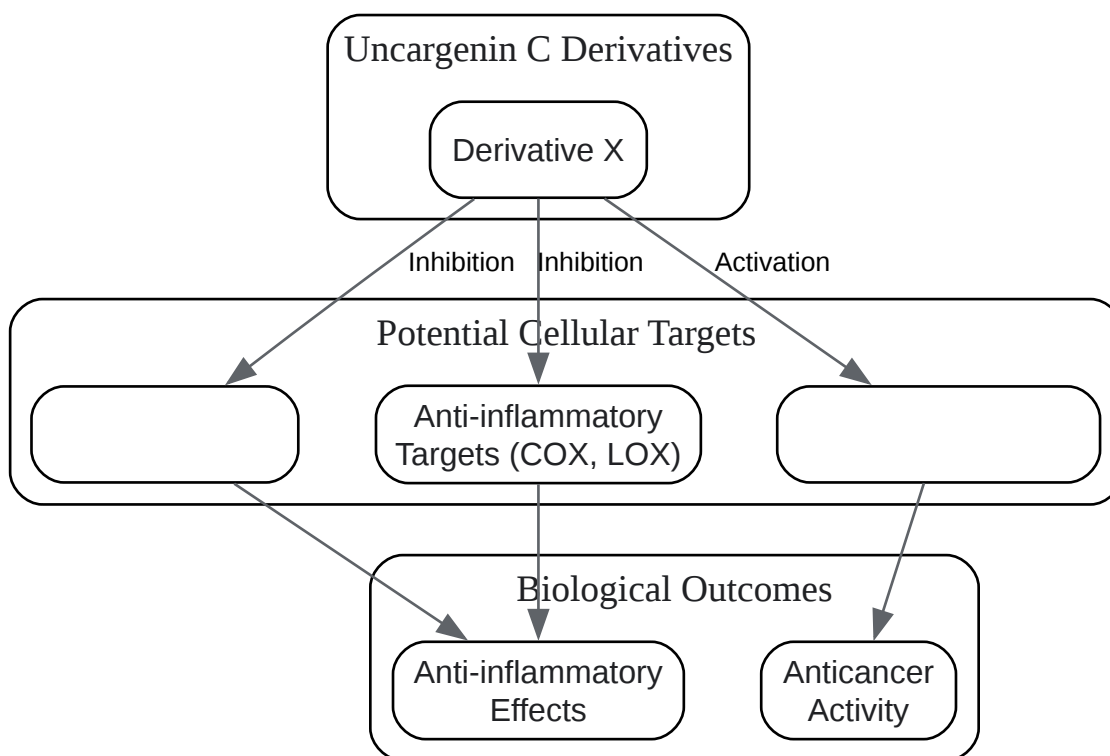 Uncargenin C Derivatives
Derivative X
Inhibition
Inhibition
Activation
Potential Cellular Targets
Anti-inflammatory
Targets (COX, LOX)
Biological Outcomes
Anti-inflammatory
Effects
Anticancer
Activity